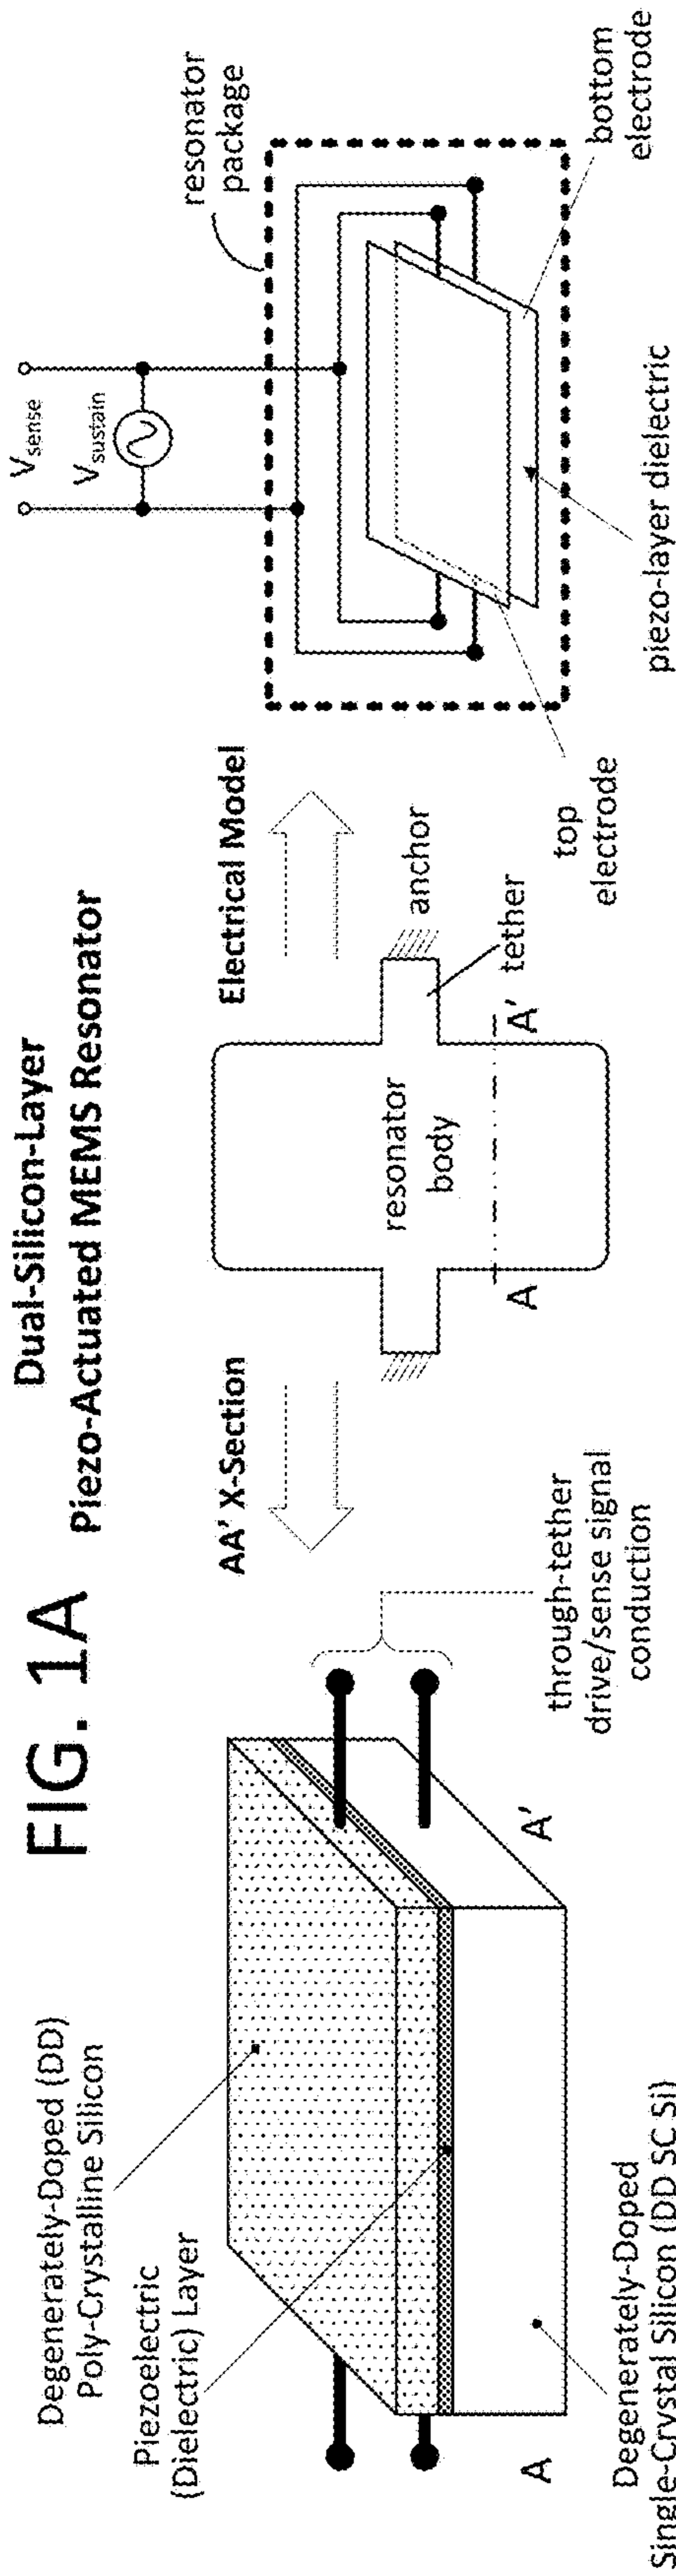 FIG. 1A
Dual-Silicon-Layer
Piezo-Actuated MEMS Resonator
Degenerately-Doped (DD)
Poly-Crystalline Silicon
Piezoelectric
(Dielectric) Layer
A
A'
Degenerately-Doped
Single-Crystal Silicon (DD SC Si)
through-tether
drive/sense signal
conduction
AA' X-Section
resonator
body
A
A'
tether
anchor
Electrical Model
Vsense
Vsustain
resonator
package
top
electrode
piezo-layer dielectric
bottom
electrode